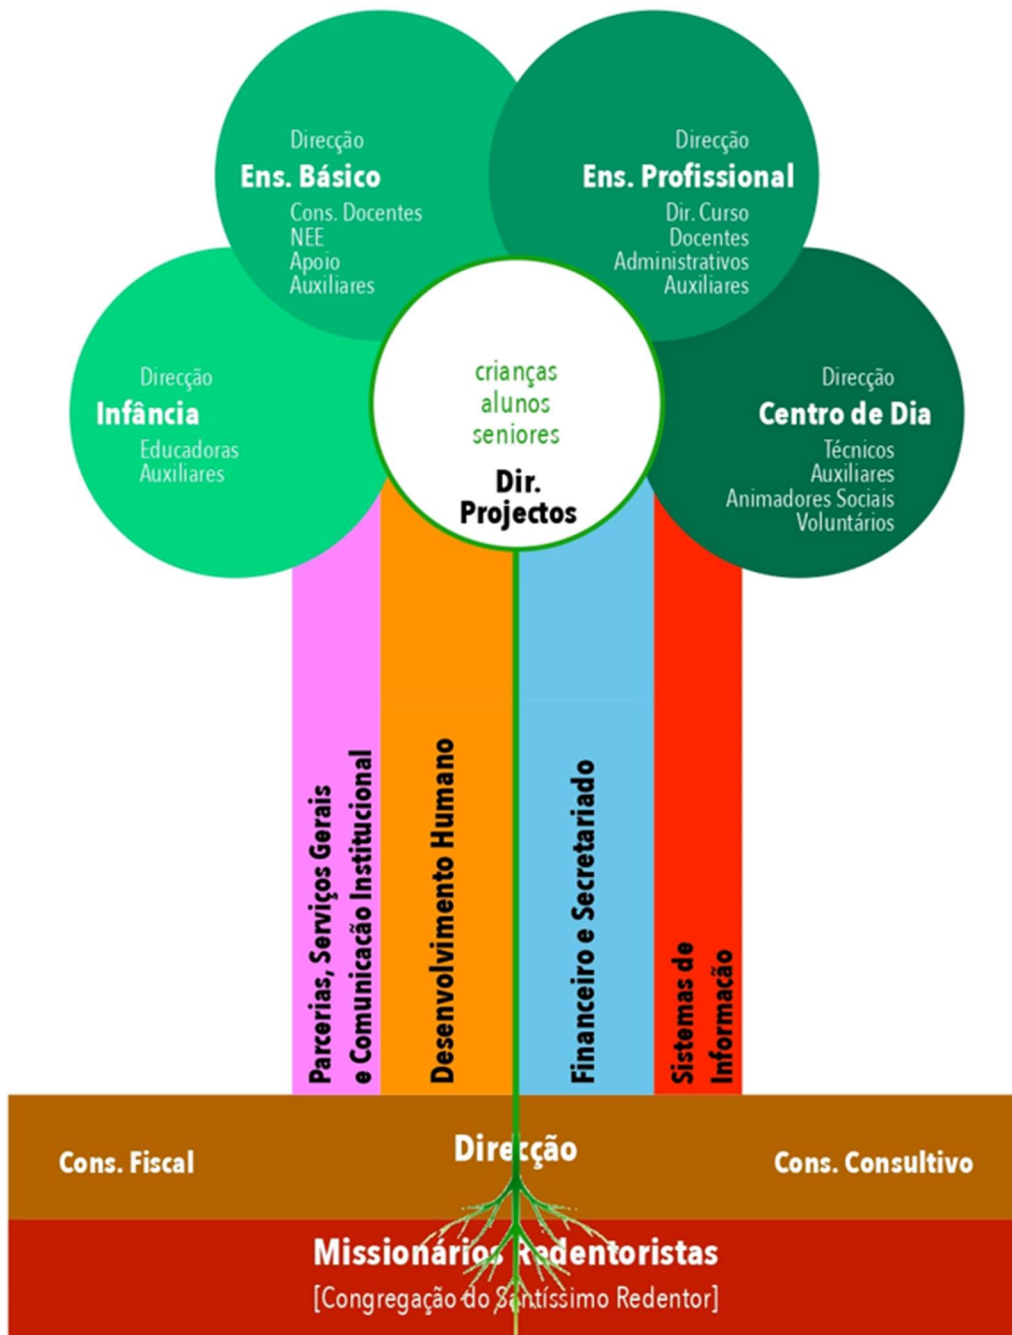 Direcção
Ens. Básico
Cons. Docentes
NEE
Apoio
Auxiliares
Direcção
Ens. Profissional
Dir. Curso
Docentes
Administrativos
Auxiliares
Direcção
Infância
Educadoras
Auxiliares
crianças
alunos
seniores
Dir.
Projectos
Direcção
Centro de Dia
Técnicos
Auxiliares
Animadores Sociais
Voluntários
Parcerias, Serviços Gerais
e Comunicação Institucional
Desenvolvimento Humano
Financeiro e Secretariado
Sistemas de
Informação
Cons. Fiscal
Direcção
Cons. Consultivo
Missionários Redentoristas
[Congregação do Santíssimo Redentor]